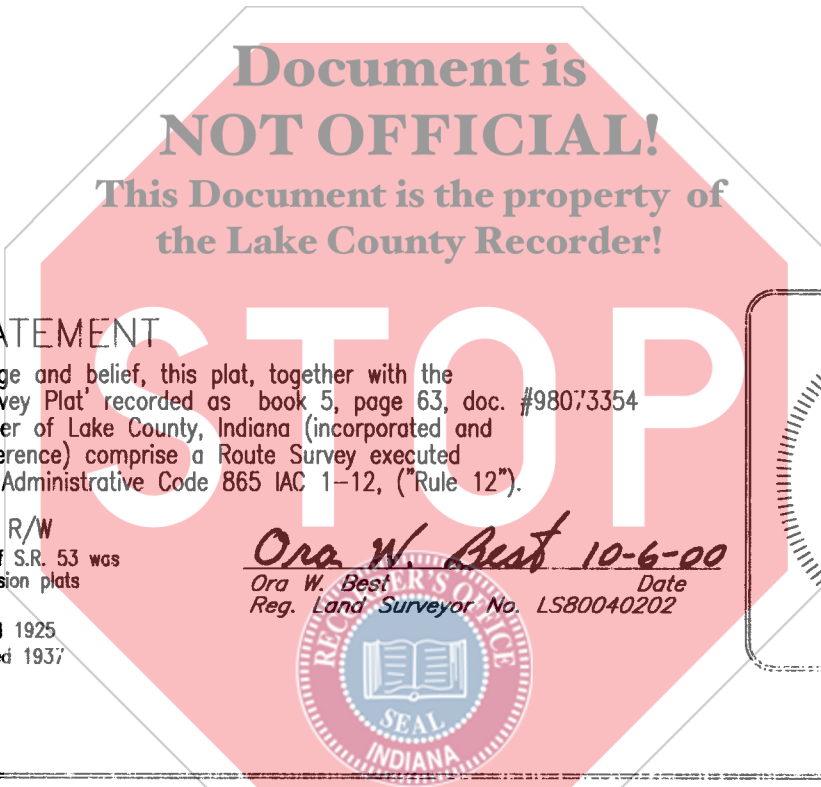 Document is
NOT OFFICIAL!
This Document is the property of
the Lake County Recorder!
STOP
ATEMENT
ge and belief, this plat, together with the
vey Plat' recorded as book 5, page 63, doc. #98073354
er of Lake County, Indiana (incorporated and
erence) comprise a Route Survey executed
Administrative Code 865 IAC 1-12, ("Rule 12").
R/W
f S.R. 53 was
sion plats
1925
ed 1937
Ora W. Best 10-6-00
Ora W. Best Date
Reg. Land Surveyor No. LS80040202
RECORDER'S OFFICE
SEAL
INDIANA